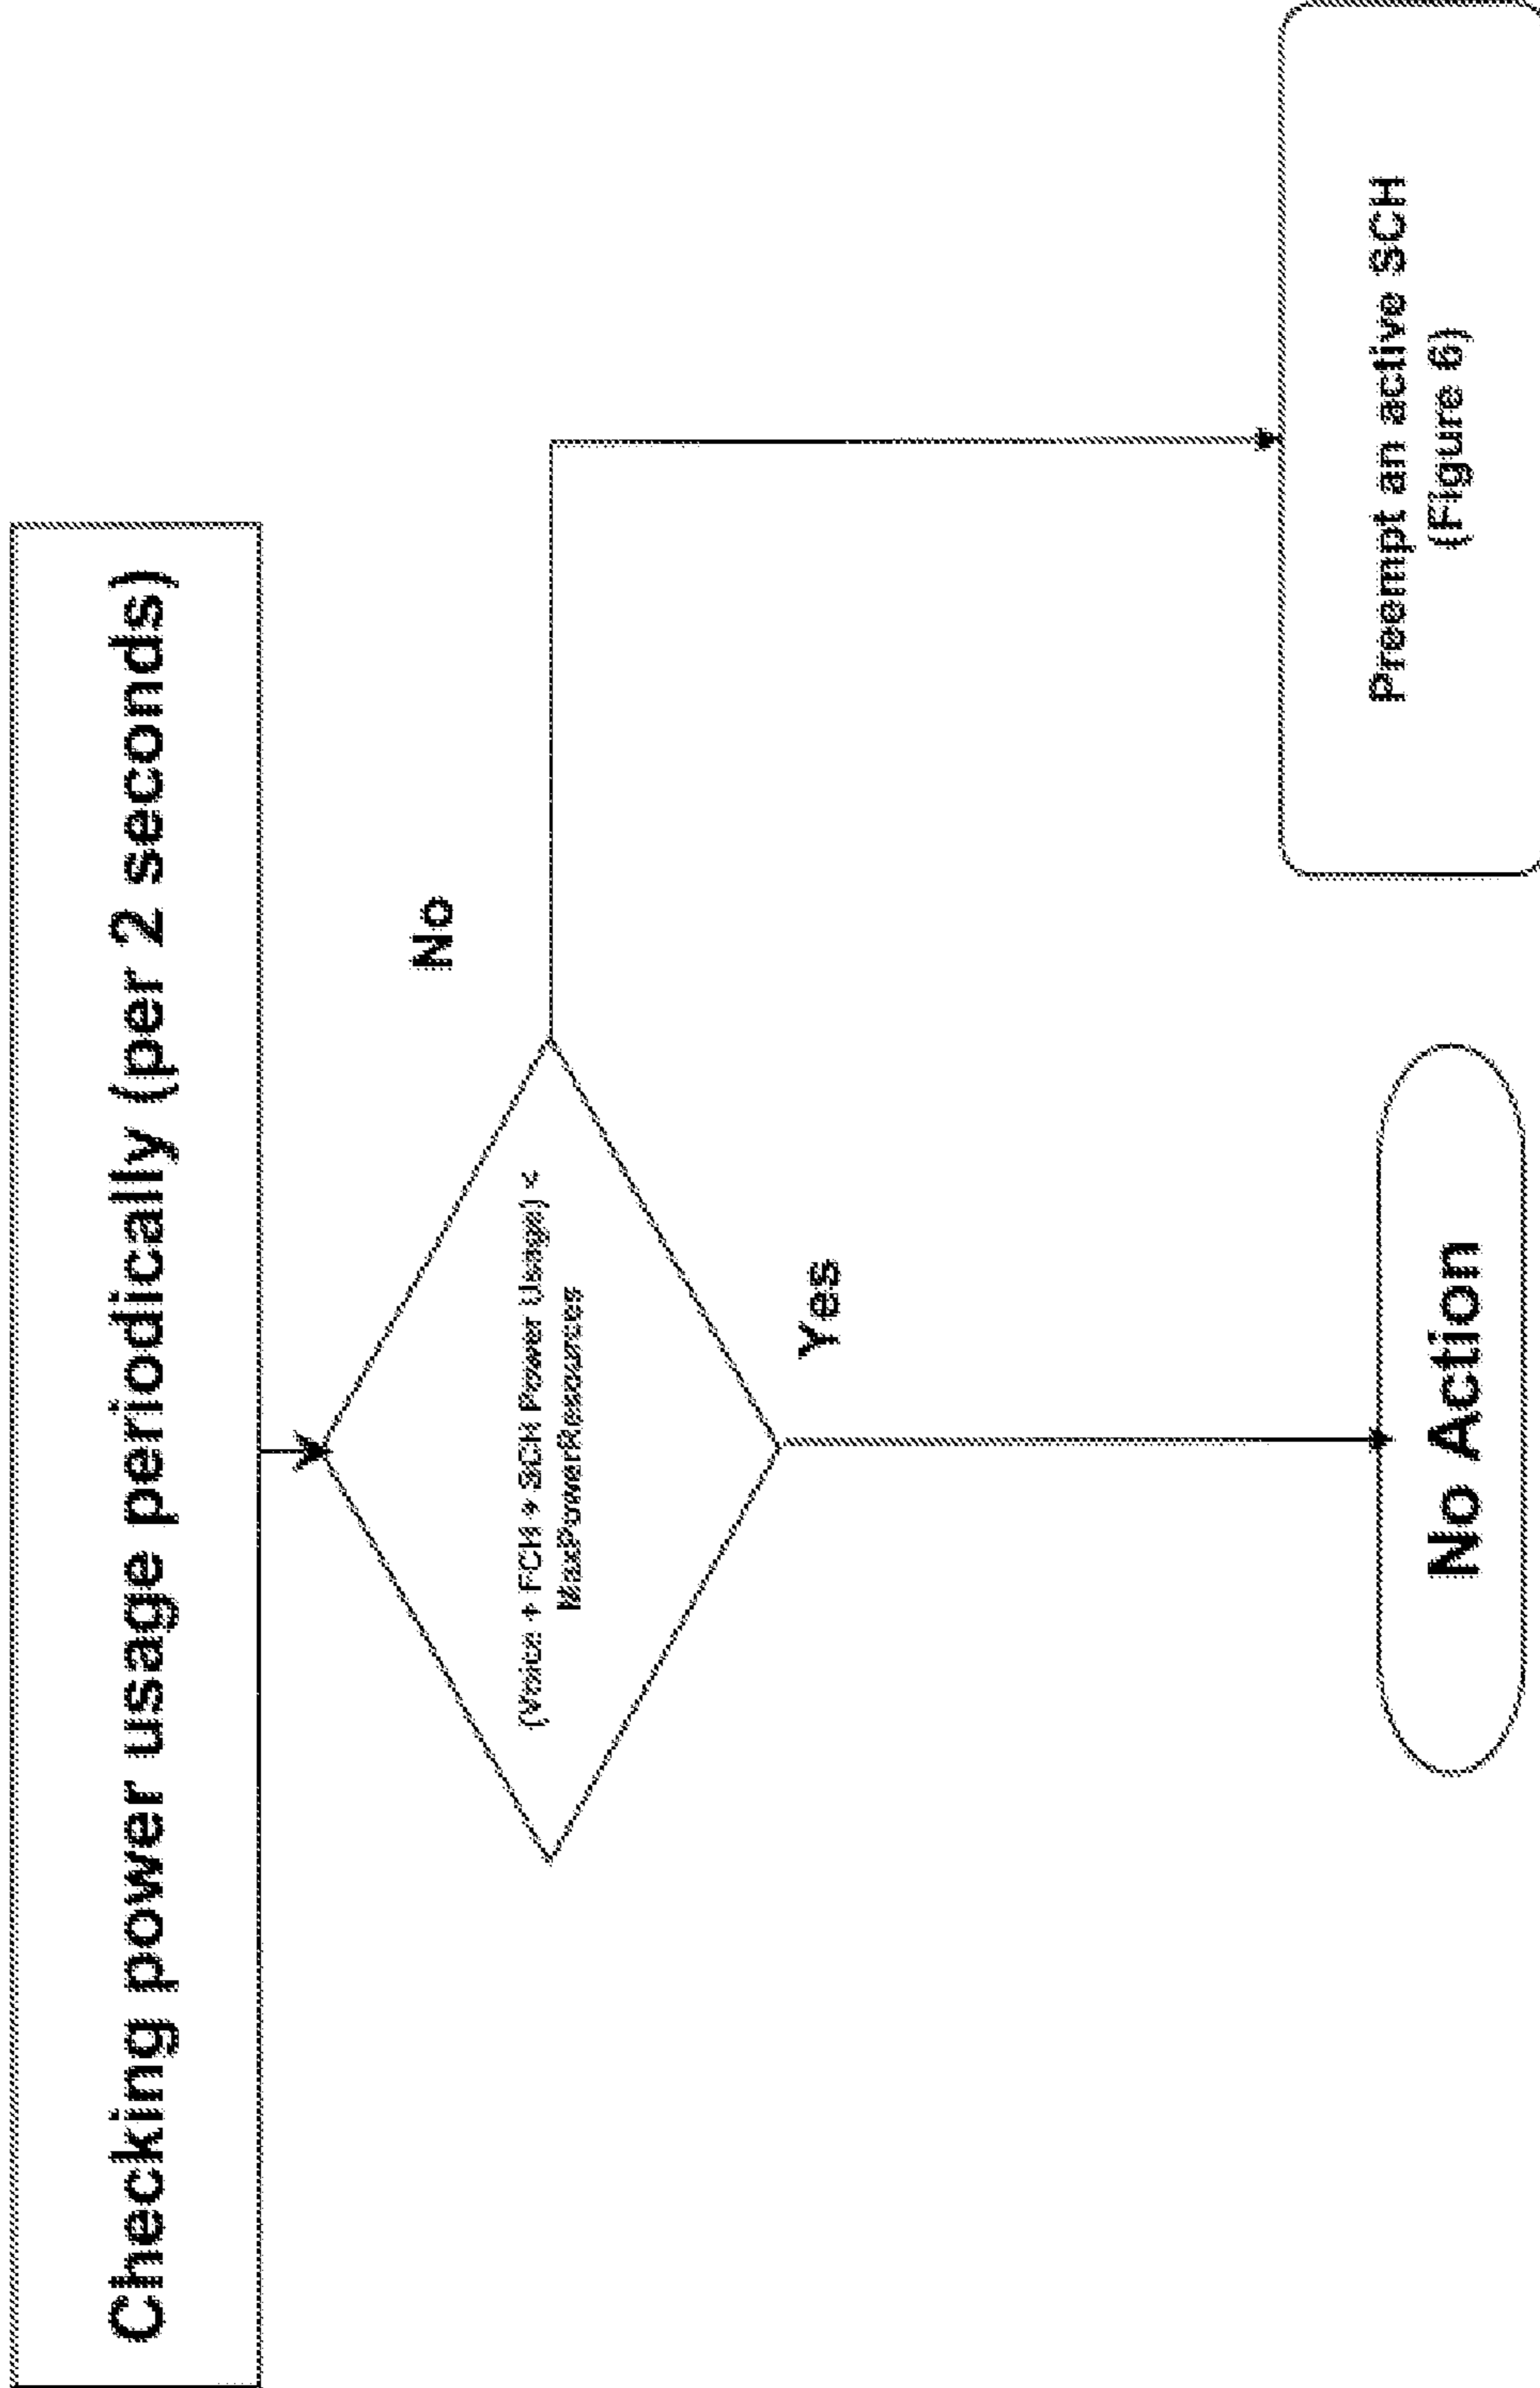 Checking power usage periodically (per 2 seconds)
(Voice + FCH + SCH Power Usage) <
MaxPowerResources
No
Yes
No Action
Preempt an active SCH
(Figure 6)